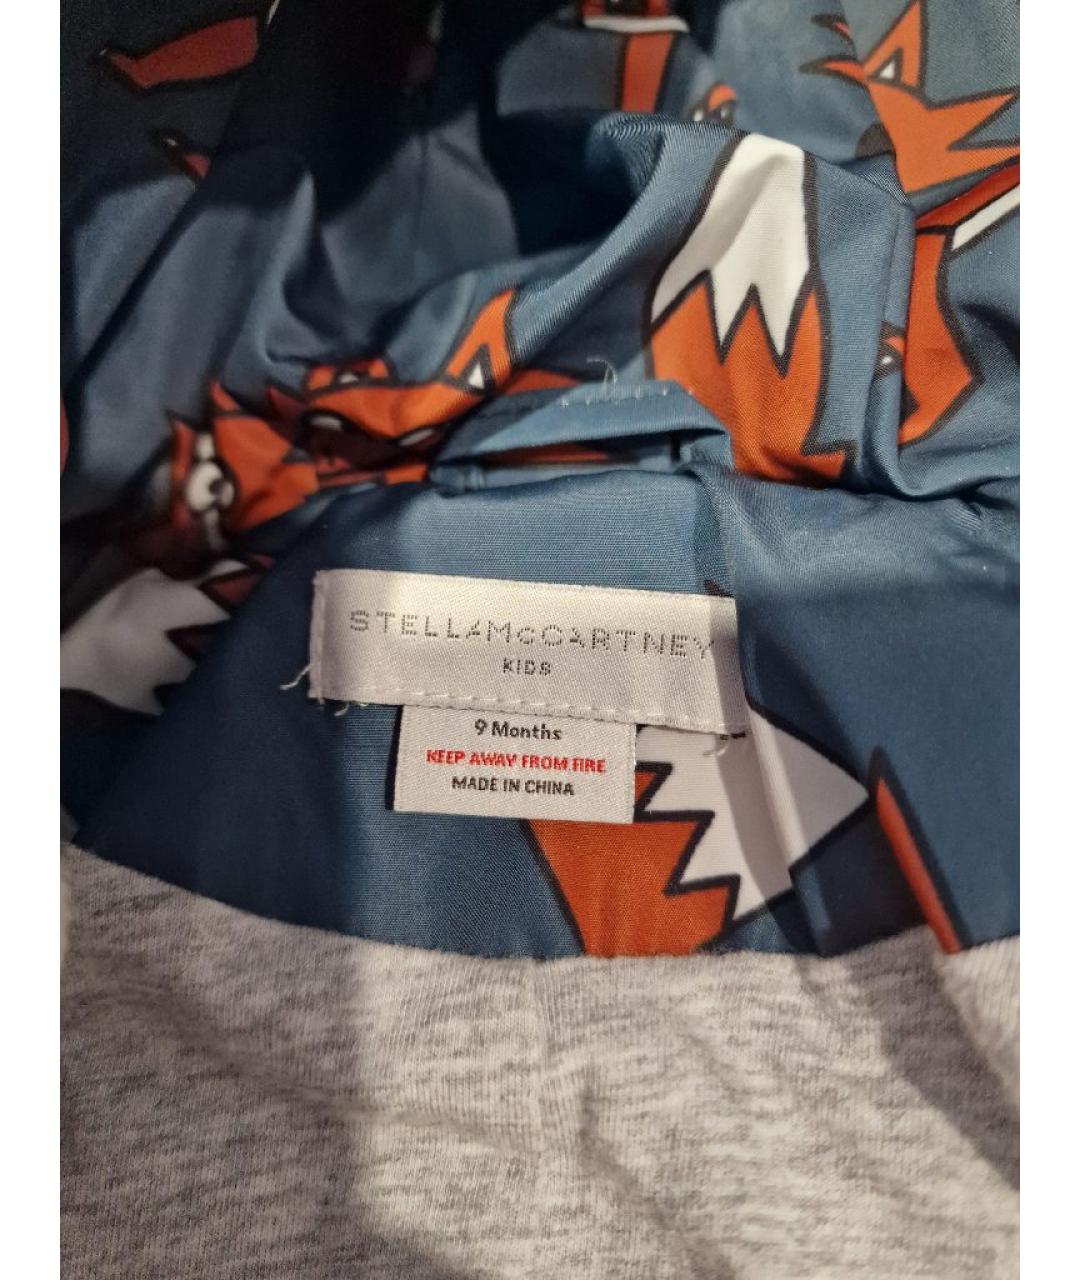 STELLAMcCARTNEY
KIDS
9 Months
KEEP AWAY FROM FIRE
MADE IN CHINA